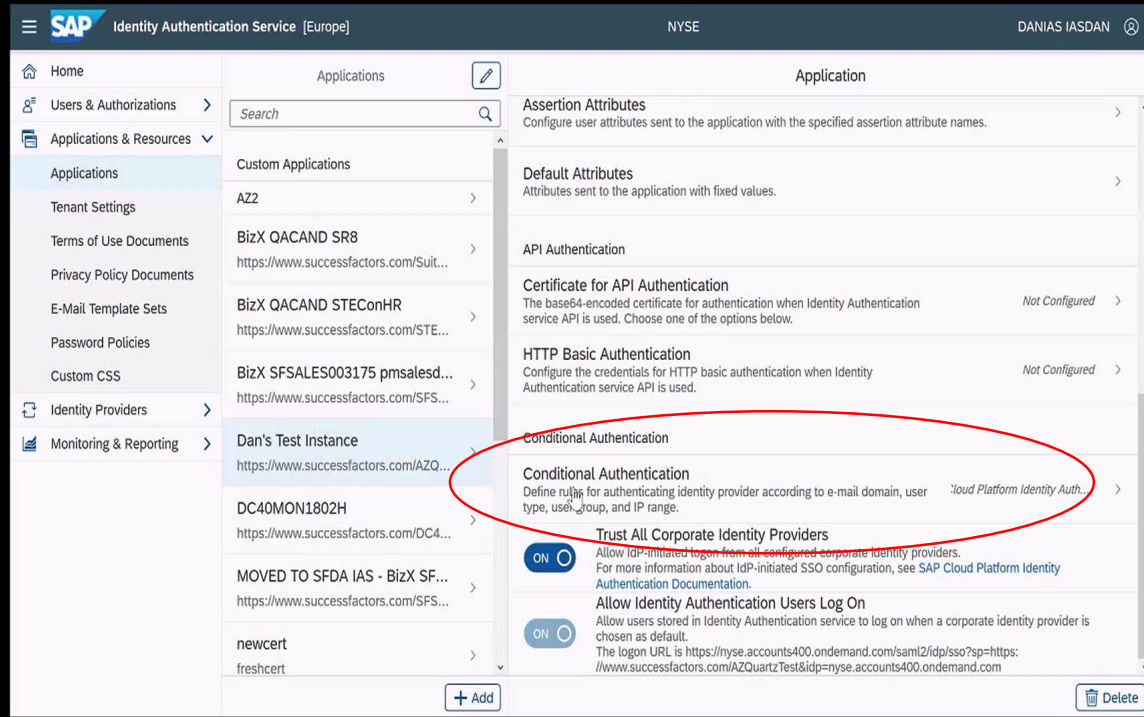 SAP Identity Authentication Service [Europe]
NYSE
DANIAS IASDAN
Home
Users & Authorizations
Applications & Resources
Applications
Tenant Settings
Terms of Use Documents
Privacy Policy Documents
E-Mail Template Sets
Password Policies
Custom CSS
Identity Providers
Monitoring & Reporting
Applications
Search
Custom Applications
AZ2
BizX QACAND SR8
https://www.successfactors.com/Suit...
BizX QACAND STEConHR
https://www.successfactors.com/STE...
BizX SFSALES003175 pmsalesd...
https://www.successfactors.com/SFS...
Dan's Test Instance
https://www.successfactors.com/AZQ...
DC40MON1802H
https://www.successfactors.com/DC4...
MOVED TO SFDA IAS - BizX SF...
https://www.successfactors.com/SFS...
newcert
freshcert
+ Add
Application
Assertion Attributes
Configure user attributes sent to the application with the specified assertion attribute names.
Default Attributes
Attributes sent to the application with fixed values.
API Authentication
Certificate for API Authentication
The base64-encoded certificate for authentication when Identity Authentication
service API is used. Choose one of the options below.
Not Configured
HTTP Basic Authentication
Configure the credentials for HTTP basic authentication when Identity
Authentication service API is used.
Not Configured
Conditional Authentication
Conditional Authentication
Define rules for authenticating identity provider according to e-mail domain, user
type, user group, and IP range.
Cloud Platform Identity Auth...
Trust All Corporate Identity Providers
ON
Allow IdP-initiated logon from all configured corporate identity providers.
For more information about IdP-initiated SSO configuration, see SAP Cloud Platform Identity
Authentication Documentation.
Allow Identity Authentication Users Log On
ON
Allow users stored in Identity Authentication service to log on when a corporate identity provider is
chosen as default.
The logon URL is https://nyse.accounts400.ondemand.com/saml2/idp/sso?sp=https:
//www.successfactors.com/AZQuartzTest&idp=nyse.accounts400.ondemand.com
Delete